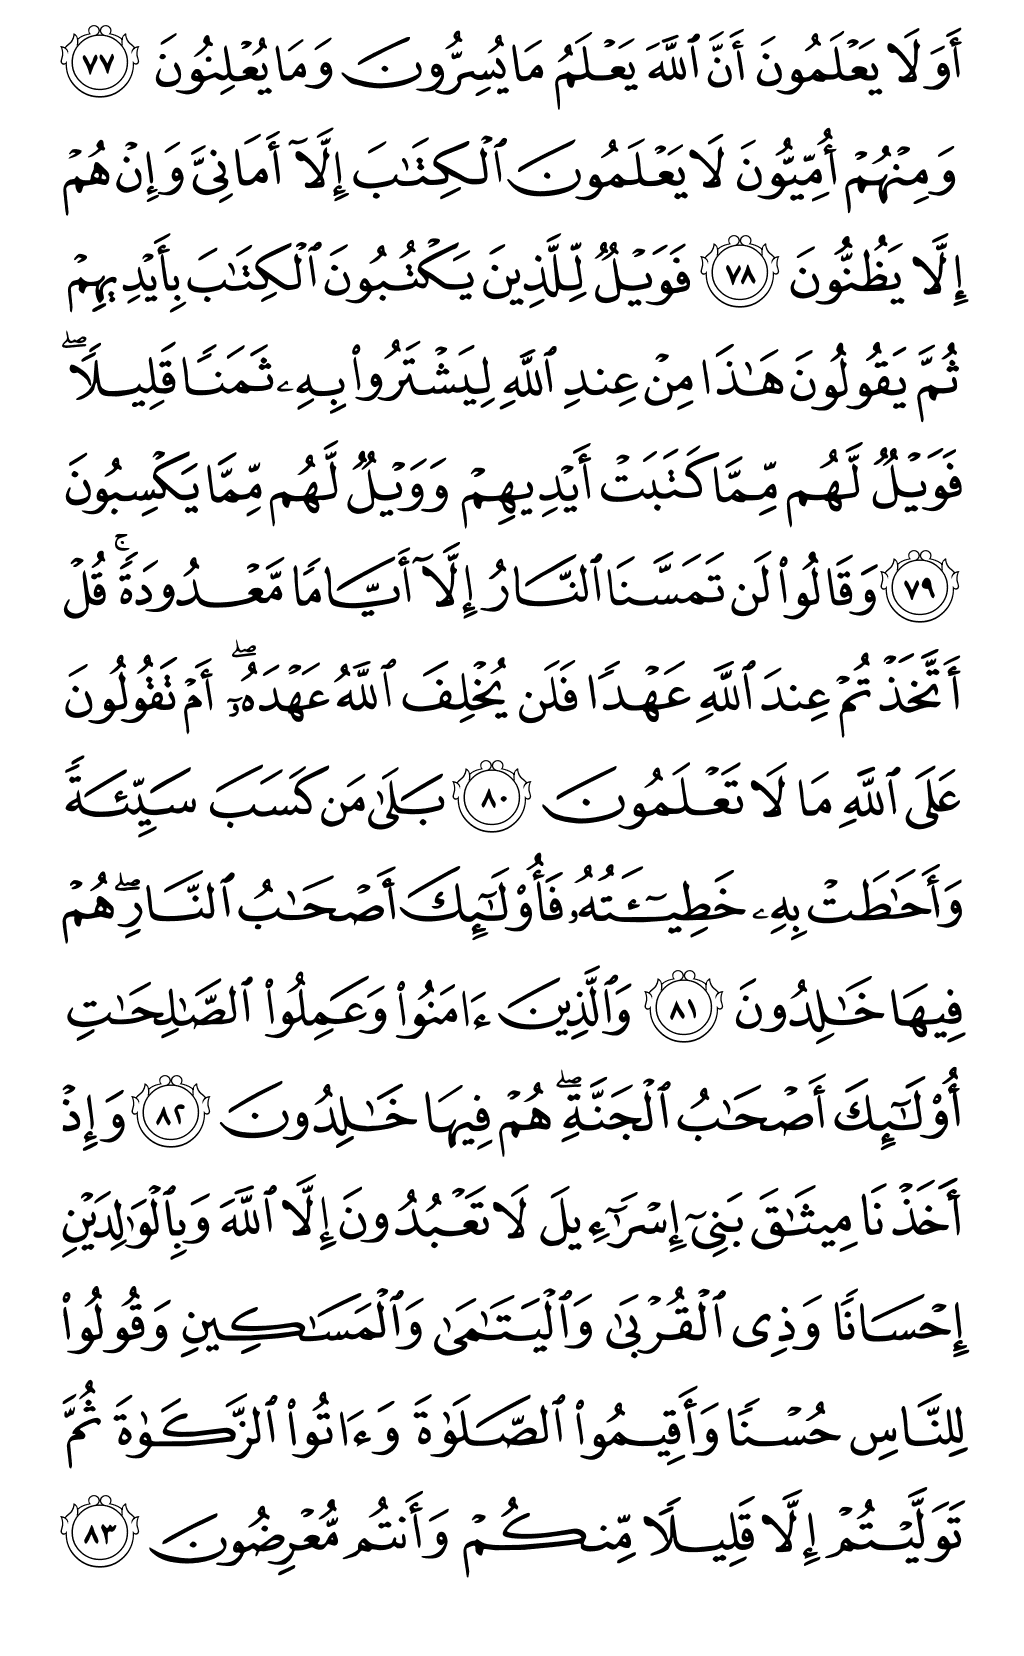 أَوَلَا يَعْلَمُونَ أَنَّ ٱللَّهَ يَعْلَمُ مَا يُسِرُّونَ وَمَا يُعْلِنُونَ ٧٧
وَمِنْهُمْ أُمِّيُّونَ لَا يَعْلَمُونَ ٱلْكِتَـٰبَ إِلَّآ أَمَانِىَّ وَإِنْ هُمْ
إِلَّا يَظُنُّونَ ٧٨ فَوَيْلٌ لِّلَّذِينَ يَكْتُبُونَ ٱلْكِتَـٰبَ بِأَيْدِيهِمْ
ثُمَّ يَقُولُونَ هَـٰذَا مِنْ عِندِ ٱللَّهِ لِيَشْتَرُوا۟ بِهِۦ ثَمَنًا قَلِيلًا ۖ
فَوَيْلٌ لَّهُم مِّمَّا كَتَبَتْ أَيْدِيهِمْ وَوَيْلٌ لَّهُم مِّمَّا يَكْسِبُونَ
٧٩ وَقَالُوا۟ لَن تَمَسَّنَا ٱلنَّارُ إِلَّآ أَيَّامًا مَّعْدُودَةً ۚ قُلْ
أَتَّخَذْتُمْ عِندَ ٱللَّهِ عَهْدًا فَلَن يُخْلِفَ ٱللَّهُ عَهْدَهُۥٓ ۖ أَمْ تَقُولُونَ
عَلَى ٱللَّهِ مَا لَا تَعْلَمُونَ ٨٠ بَلَىٰ مَن كَسَبَ سَيِّئَةً
وَأَحَـٰطَتْ بِهِۦ خَطِيٓـَٔتُهُۥ فَأُو۟لَـٰٓئِكَ أَصْحَـٰبُ ٱلنَّارِ ۖ هُمْ
فِيهَا خَـٰلِدُونَ ٨١ وَٱلَّذِينَ ءَامَنُوا۟ وَعَمِلُوا۟ ٱلصَّـٰلِحَـٰتِ
أُو۟لَـٰٓئِكَ أَصْحَـٰبُ ٱلْجَنَّةِ ۖ هُمْ فِيهَا خَـٰلِدُونَ ٨٢ وَإِذْ
أَخَذْنَا مِيثَـٰقَ بَنِىٓ إِسْرَٰٓءِيلَ لَا تَعْبُدُونَ إِلَّا ٱللَّهَ وَبِٱلْوَٰلِدَيْنِ
إِحْسَانًا وَذِى ٱلْقُرْبَىٰ وَٱلْيَتَـٰمَىٰ وَٱلْمَسَـٰكِينِ وَقُولُوا۟
لِلنَّاسِ حُسْنًا وَأَقِيمُوا۟ ٱلصَّلَوٰةَ وَءَاتُوا۟ ٱلزَّكَوٰةَ ثُمَّ
تَوَلَّيْتُمْ إِلَّا قَلِيلًا مِّنكُمْ وَأَنتُم مُّعْرِضُونَ ٨٣